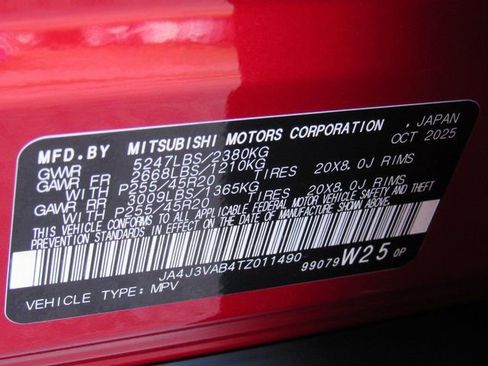 MFD.BY MITSUBISHI MOTORS CORPORATION, JAPAN
GVWR 5247LBS/2380KG OCT 2025
GAWR FR 2668LBS/1210KG
WITH P255/45R20 TIRES 20X8.0J RIMS
GAWR RR 3009LBS/1365KG
WITH P255/45R20 TIRES 20X8.0J RIMS
THIS VEHICLE CONFORMS TO ALL APPLICABLE FEDERAL MOTOR VEHICLE SAFETY AND THEFT
PREVENTION STANDARDS IN EFFECT ON THE DATE OF MANUFACTURE SHOWN ABOVE.
JA4J3VAB4TZ011490
VEHICLE TYPE: MPV 99079 W25 0P